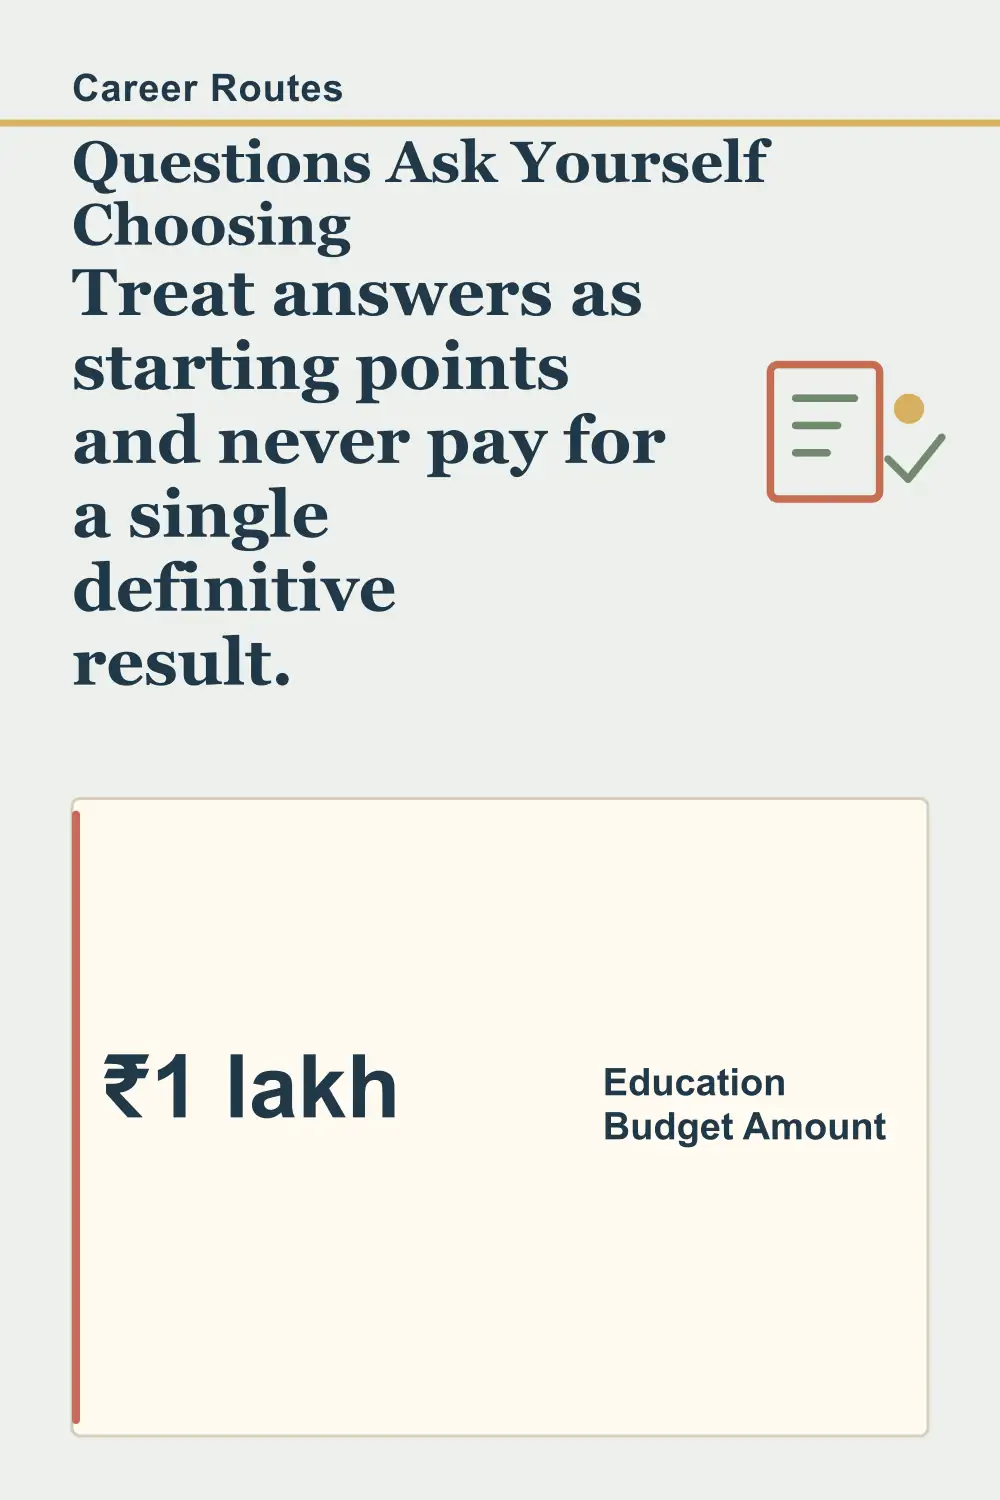 Career Routes
Questions Ask Yourself
Choosing
Treat answers as
starting points
and never pay for
a single
definitive
result.
₹1 lakh
Education
Budget Amount